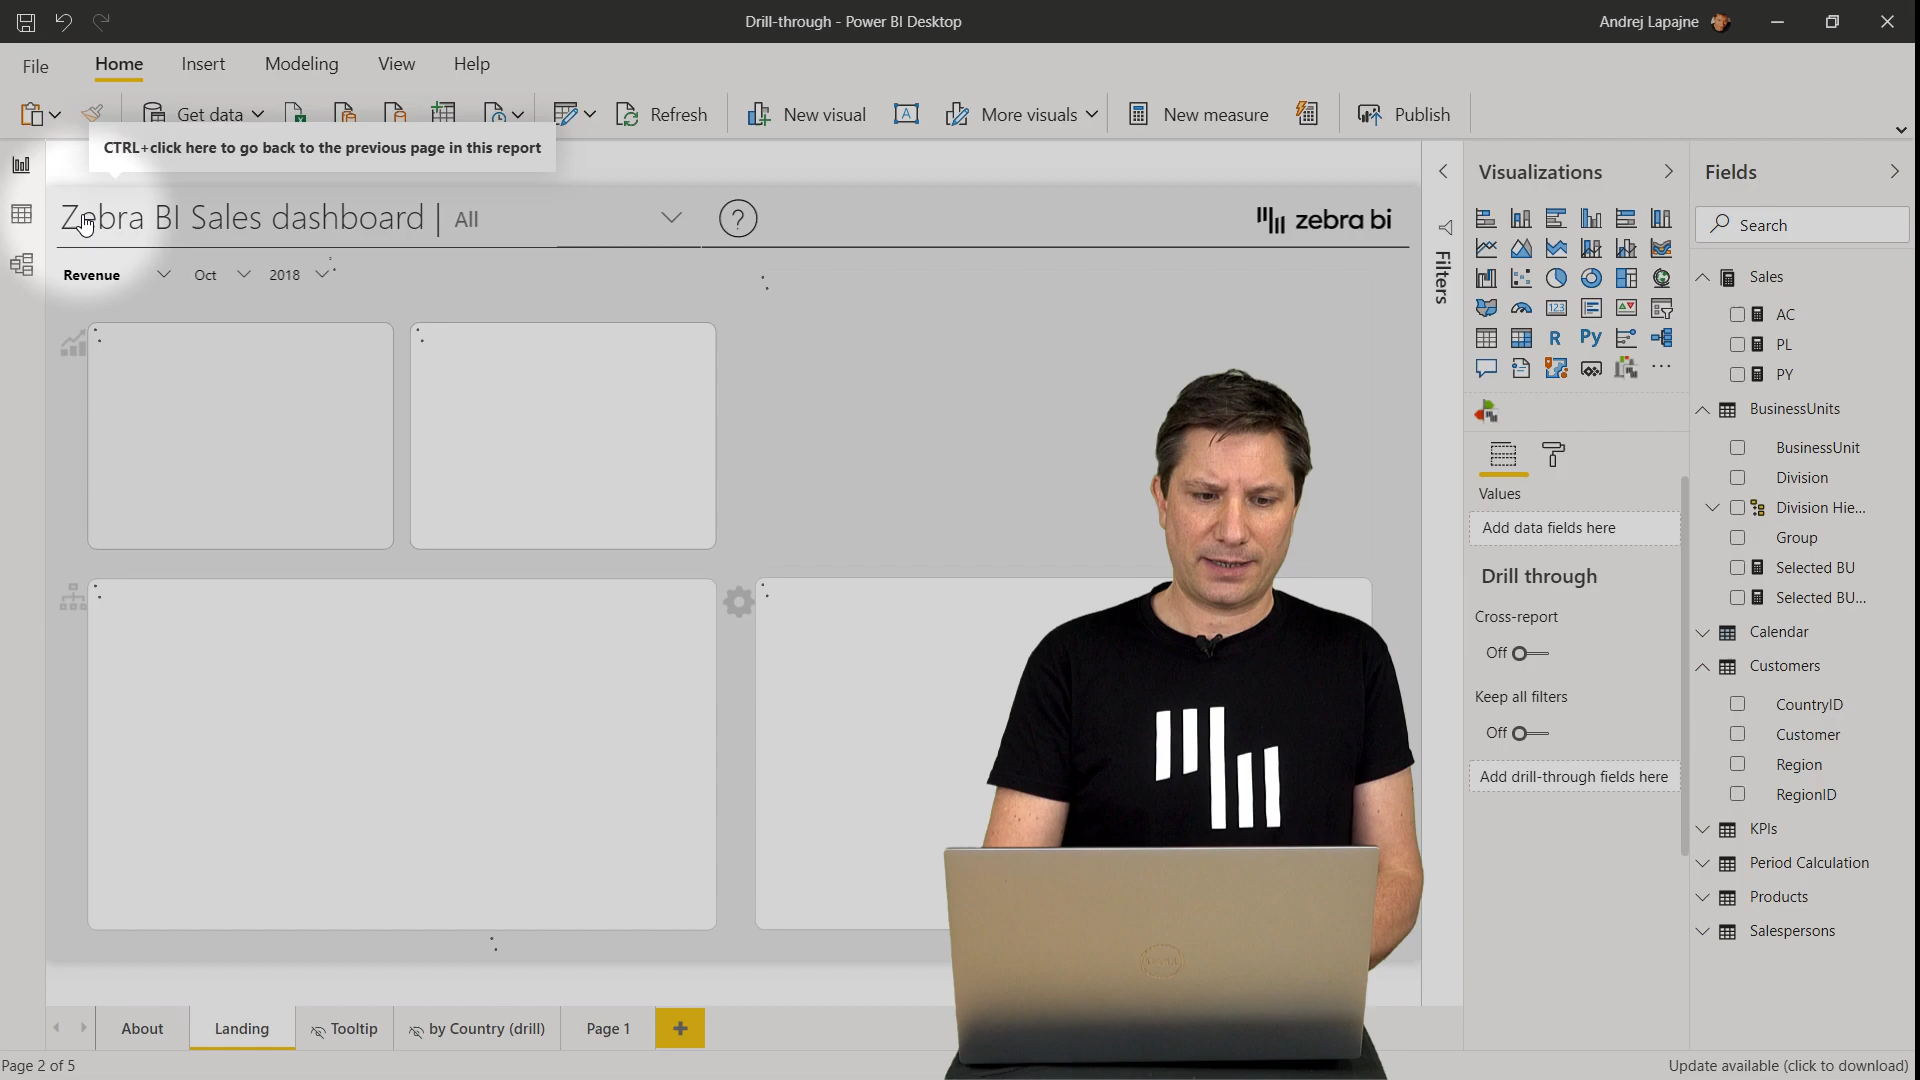 Drill-through - Power BI Desktop
Andrej Lapajne
File
Home
Insert
Modeling
View
Help
Get data
Refresh
New visual
More visuals
New measure
Publish
CTRL+click here to go back to the previous page in this report
Zebra BI Sales dashboard | All
?
zebra bi
Revenue
Oct
2018
Filters
Visualizations
123
R
Py
Values
Add data fields here
Drill through
Cross-report
Off
Keep all filters
Off
Add drill-through fields here
Fields
Search
Sales
AC
PL
PY
BusinessUnits
BusinessUnit
Division
Division Hie...
Group
Selected BU
Selected BU...
Calendar
Customers
CountryID
Customer
Region
RegionID
KPIs
Period Calculation
Products
Salespersons
About
Landing
Tooltip
by Country (drill)
Page 1
+
Page 2 of 5
Update available (click to download)